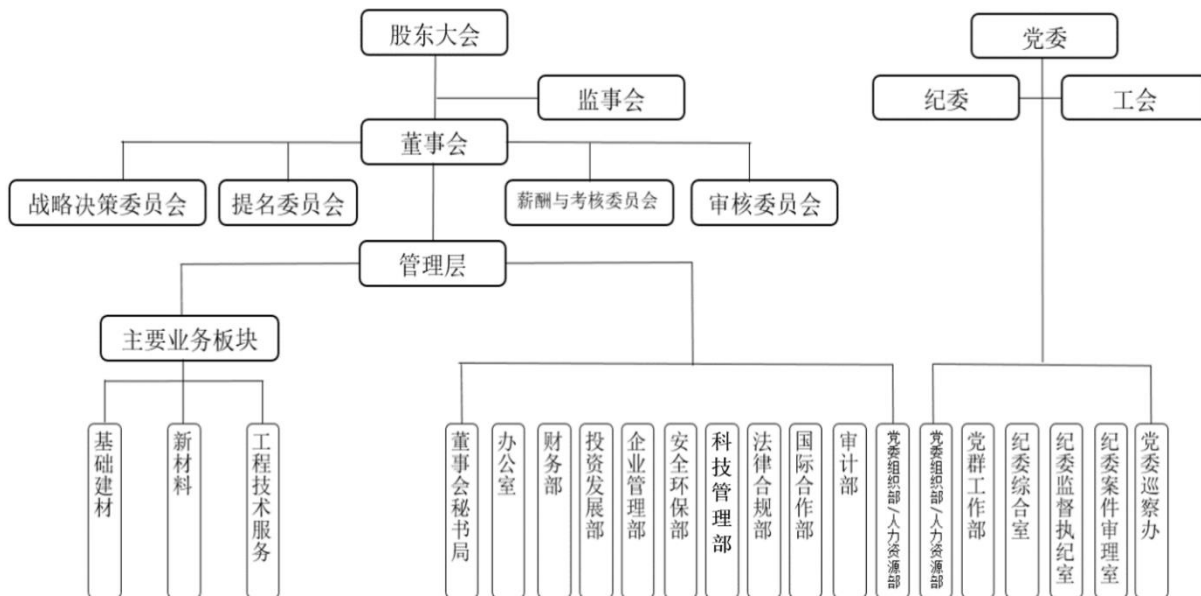 股东大会
党委
监事会
纪委
工会
董事会
战略决策委员会
提名委员会
薪酬与考核委员会
审核委员会
管理层
主要业务板块
基础建材
新材料
工程技术服务
董事会秘书局
办公室
财务部
投资发展部
企业管理部
安全环保部
科技管理部
法律合规部
国际合作部
审计部
党委组织部/人力资源部
党委组织部/人力资源部
党群工作部
纪委综合室
纪委监督执纪室
纪委案件审理室
党委巡察办